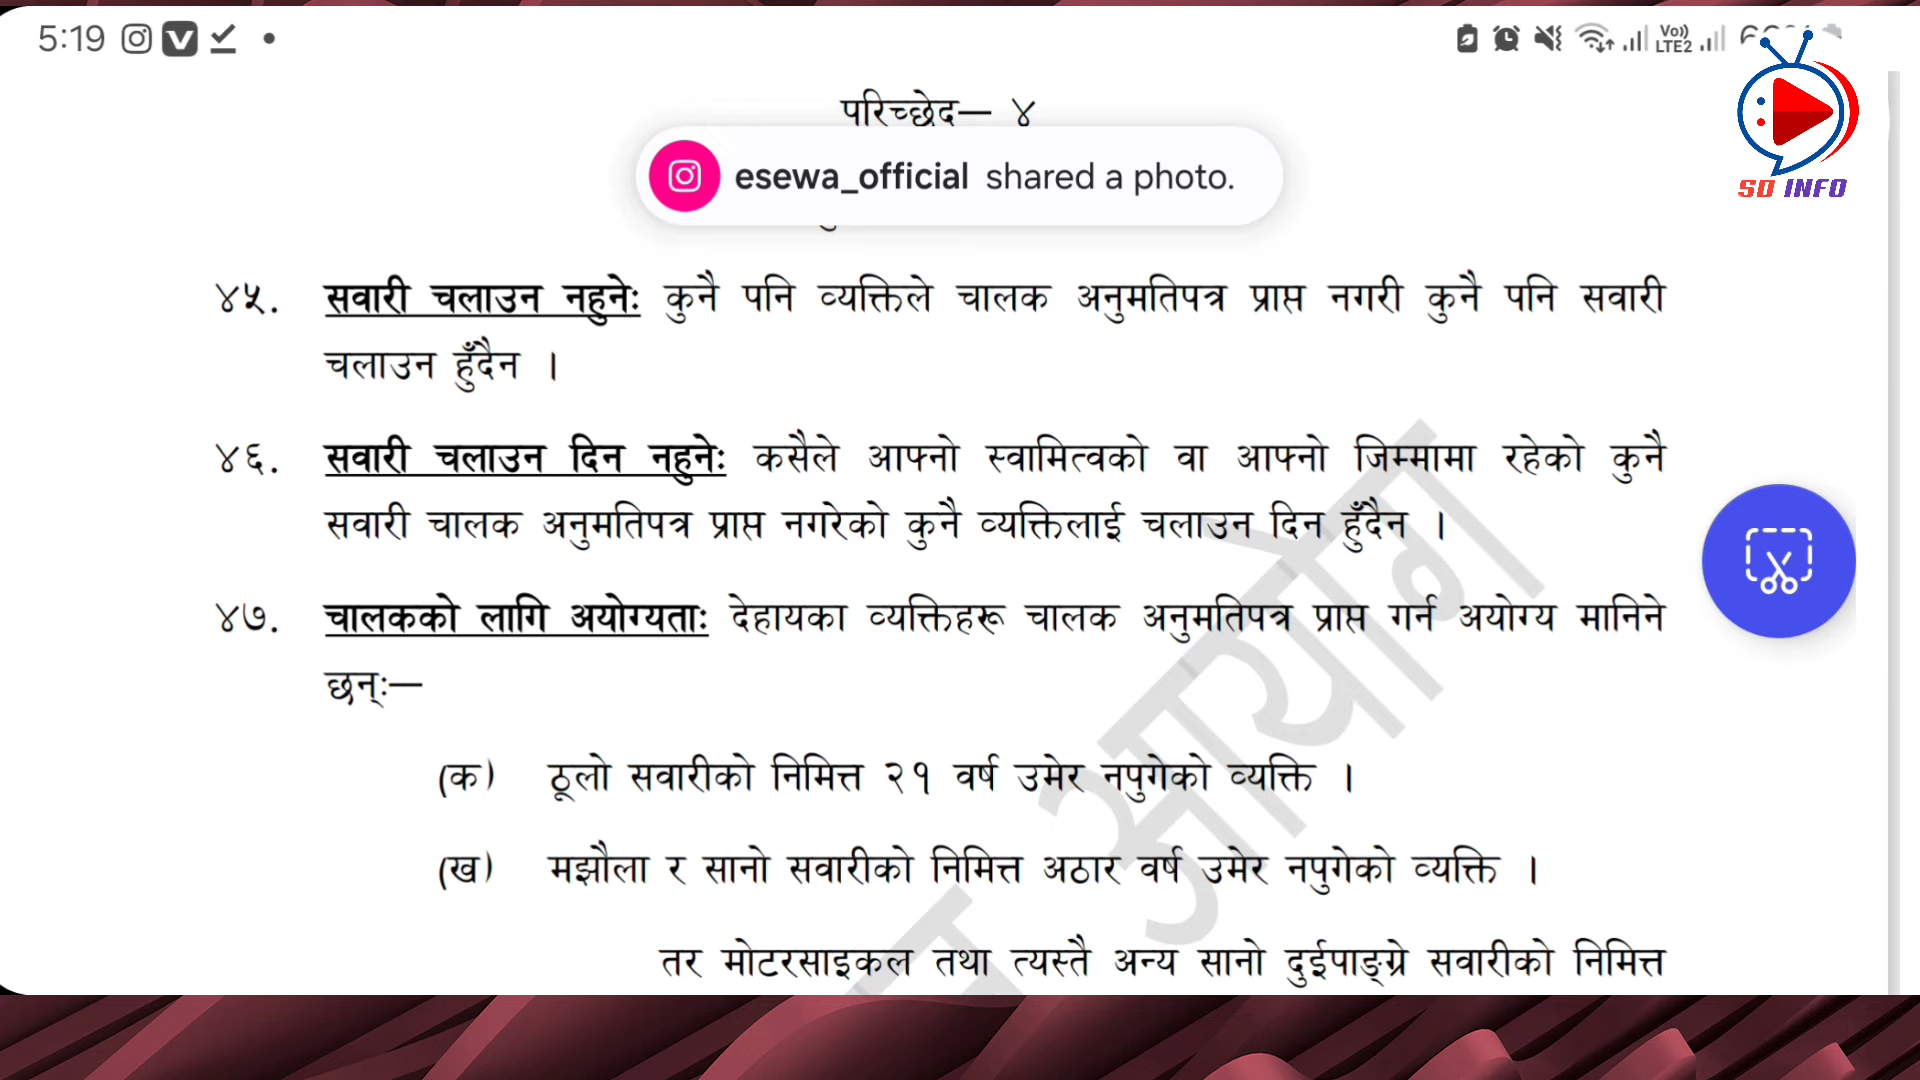 5:19
Vo))
LTE2
परिच्छेद— ४
esewa_official shared a photo.
SD INFO
४५. सवारी चलाउन नहुनेः कुनै पनि व्यक्तिले चालक अनुमतिपत्र प्राप्त नगरी कुनै पनि सवारी
चलाउन हुँदैन ।
४६. सवारी चलाउन दिन नहुनेः कसैले आफ्नो स्वामित्वको वा आफ्नो जिम्मामा रहेको कुनै
सवारी चालक अनुमतिपत्र प्राप्त नगरेको कुनै व्यक्तिलाई चलाउन दिन हुँदैन ।
४७. चालकको लागि अयोग्यताः देहायका व्यक्तिहरू चालक अनुमतिपत्र प्राप्त गर्न अयोग्य मानिने
छन्ः—
(क) ठूलो सवारीको निमित्त २१ वर्ष उमेर नपुगेको व्यक्ति ।
(ख) मझौला र सानो सवारीको निमित्त अठार वर्ष उमेर नपुगेको व्यक्ति ।
तर मोटरसाइकल तथा त्यस्तै अन्य सानो दुईपाङ्ग्रे सवारीको निमित्त
आयोग